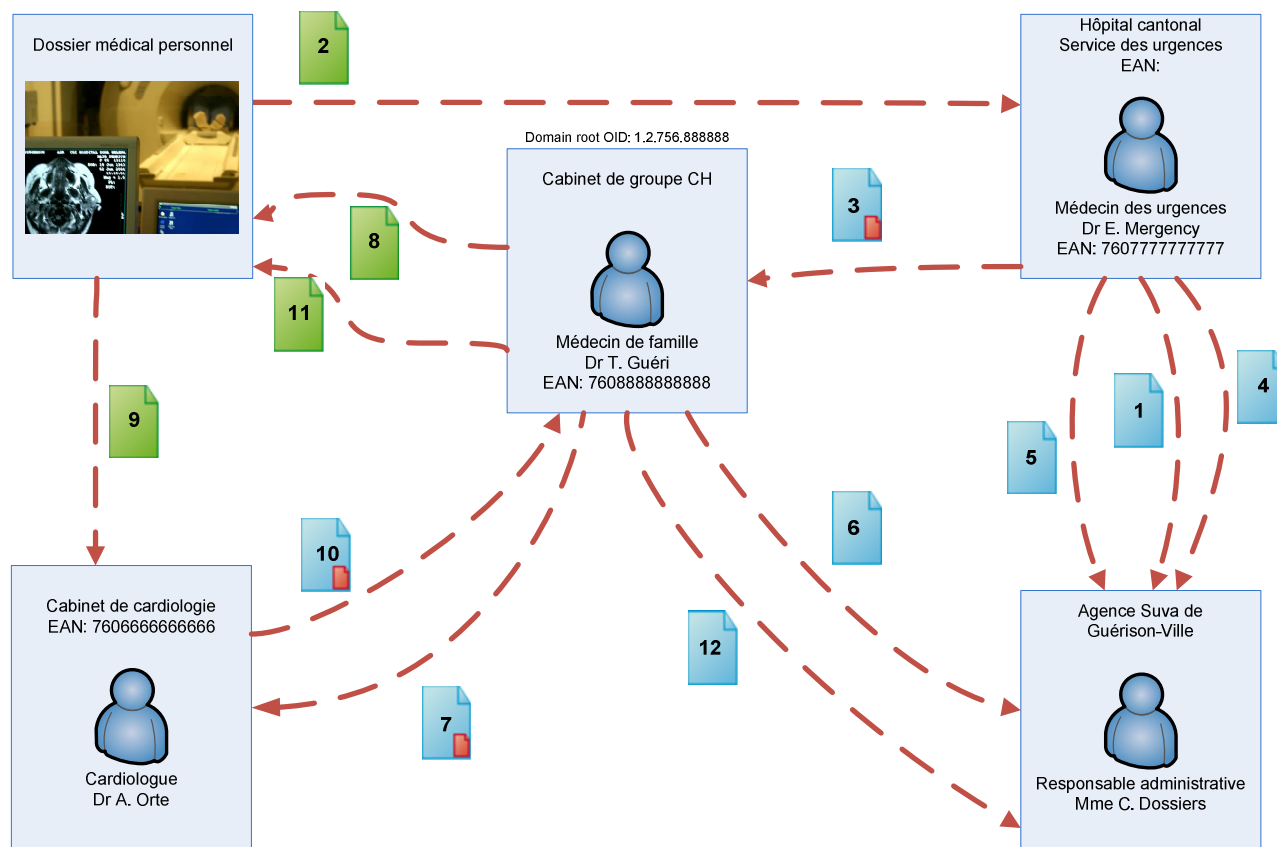 Dossier médical personnel
2
Hôpital cantonal
Service des urgences
EAN:
Médecin des urgences
Dr E. Mergency
EAN: 7607777777777
Domain root OID: 1.2.756.888888
Cabinet de groupe CH
Médecin de famille
Dr T. Guéri
EAN: 7608888888888
3
8
11
9
4
1
5
10
6
12
7
Cabinet de cardiologie
EAN: 7606666666666
Cardiologue
Dr A. Orte
Agence Suva de
Guérison-Ville
Responsable administrative
Mme C. Dossiers